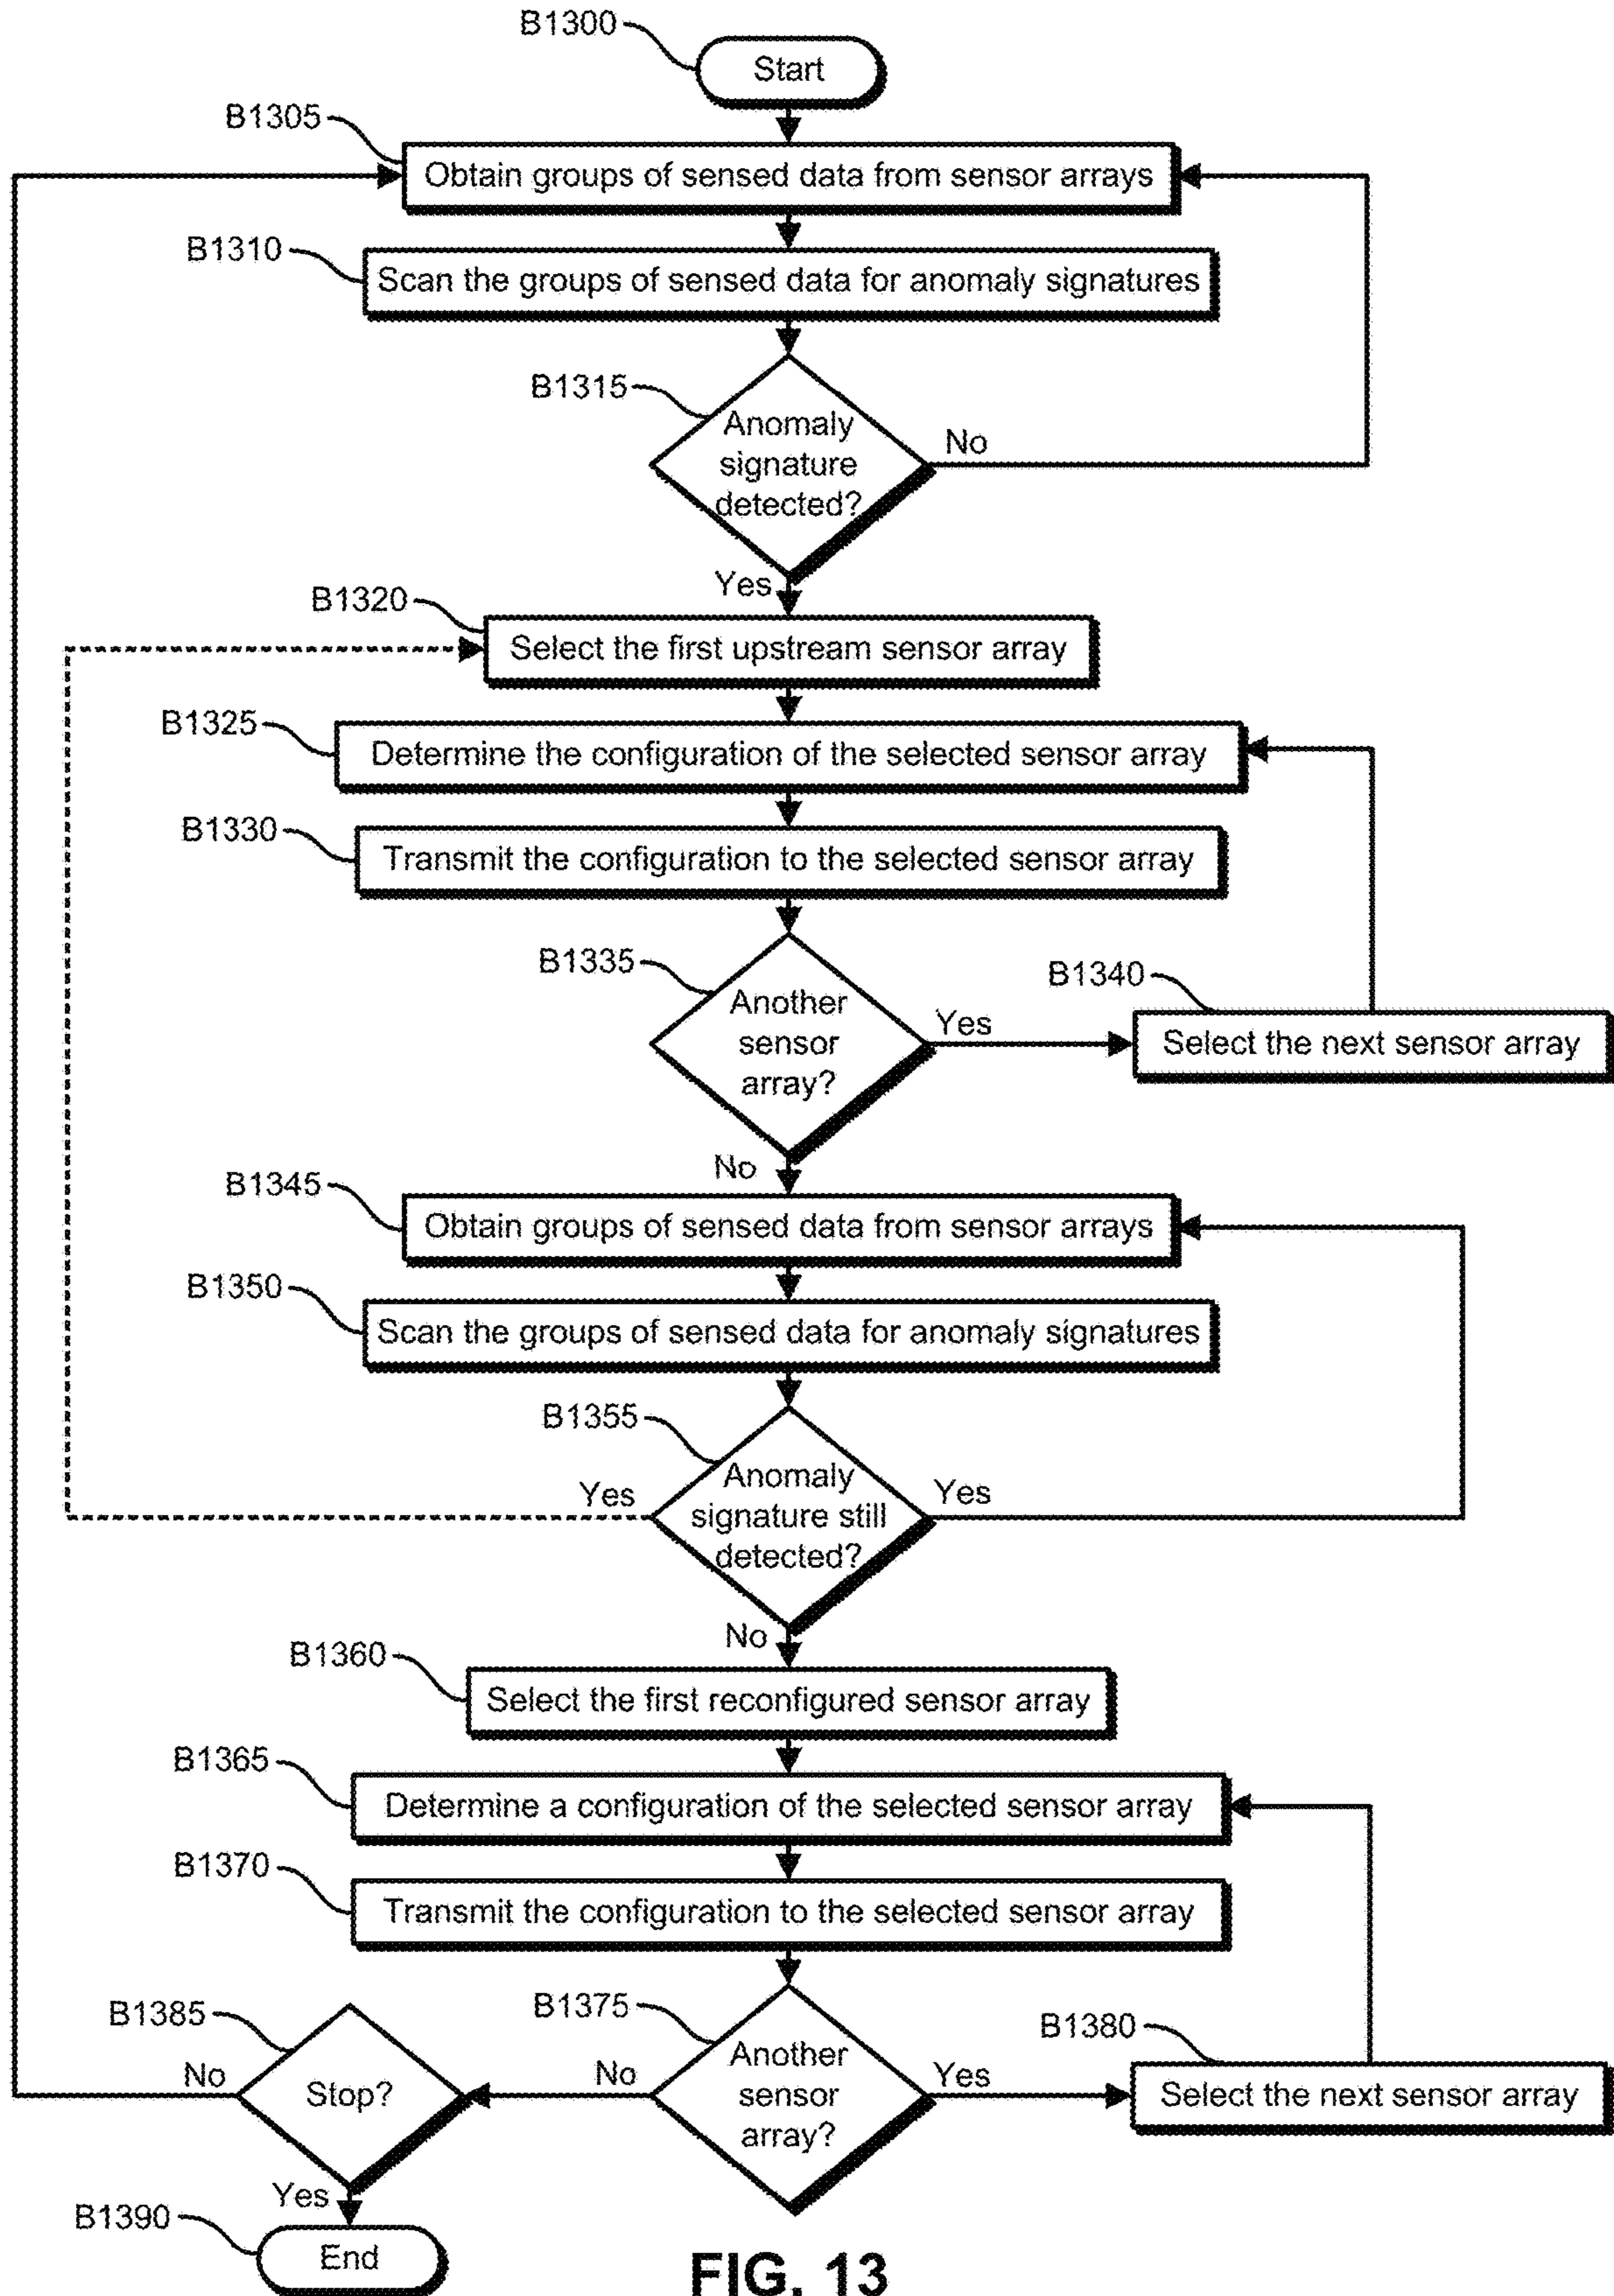 B1300
Start
B1305
Obtain groups of sensed data from sensor arrays
B1310
Scan the groups of sensed data for anomaly signatures
B1315
Anomaly
signature
detected?
No
Yes
B1320
Select the first upstream sensor array
B1325
Determine the configuration of the selected sensor array
B1330
Transmit the configuration to the selected sensor array
B1335
Another
sensor
array?
Yes
B1340
Select the next sensor array
No
B1345
Obtain groups of sensed data from sensor arrays
B1350
Scan the groups of sensed data for anomaly signatures
B1355
Anomaly
signature still
detected?
Yes
Yes
No
B1360
Select the first reconfigured sensor array
B1365
Determine a configuration of the selected sensor array
B1370
Transmit the configuration to the selected sensor array
B1375
Another
sensor
array?
Yes
B1380
Select the next sensor array
No
B1385
Stop?
No
Yes
B1390
End
FIG. 13